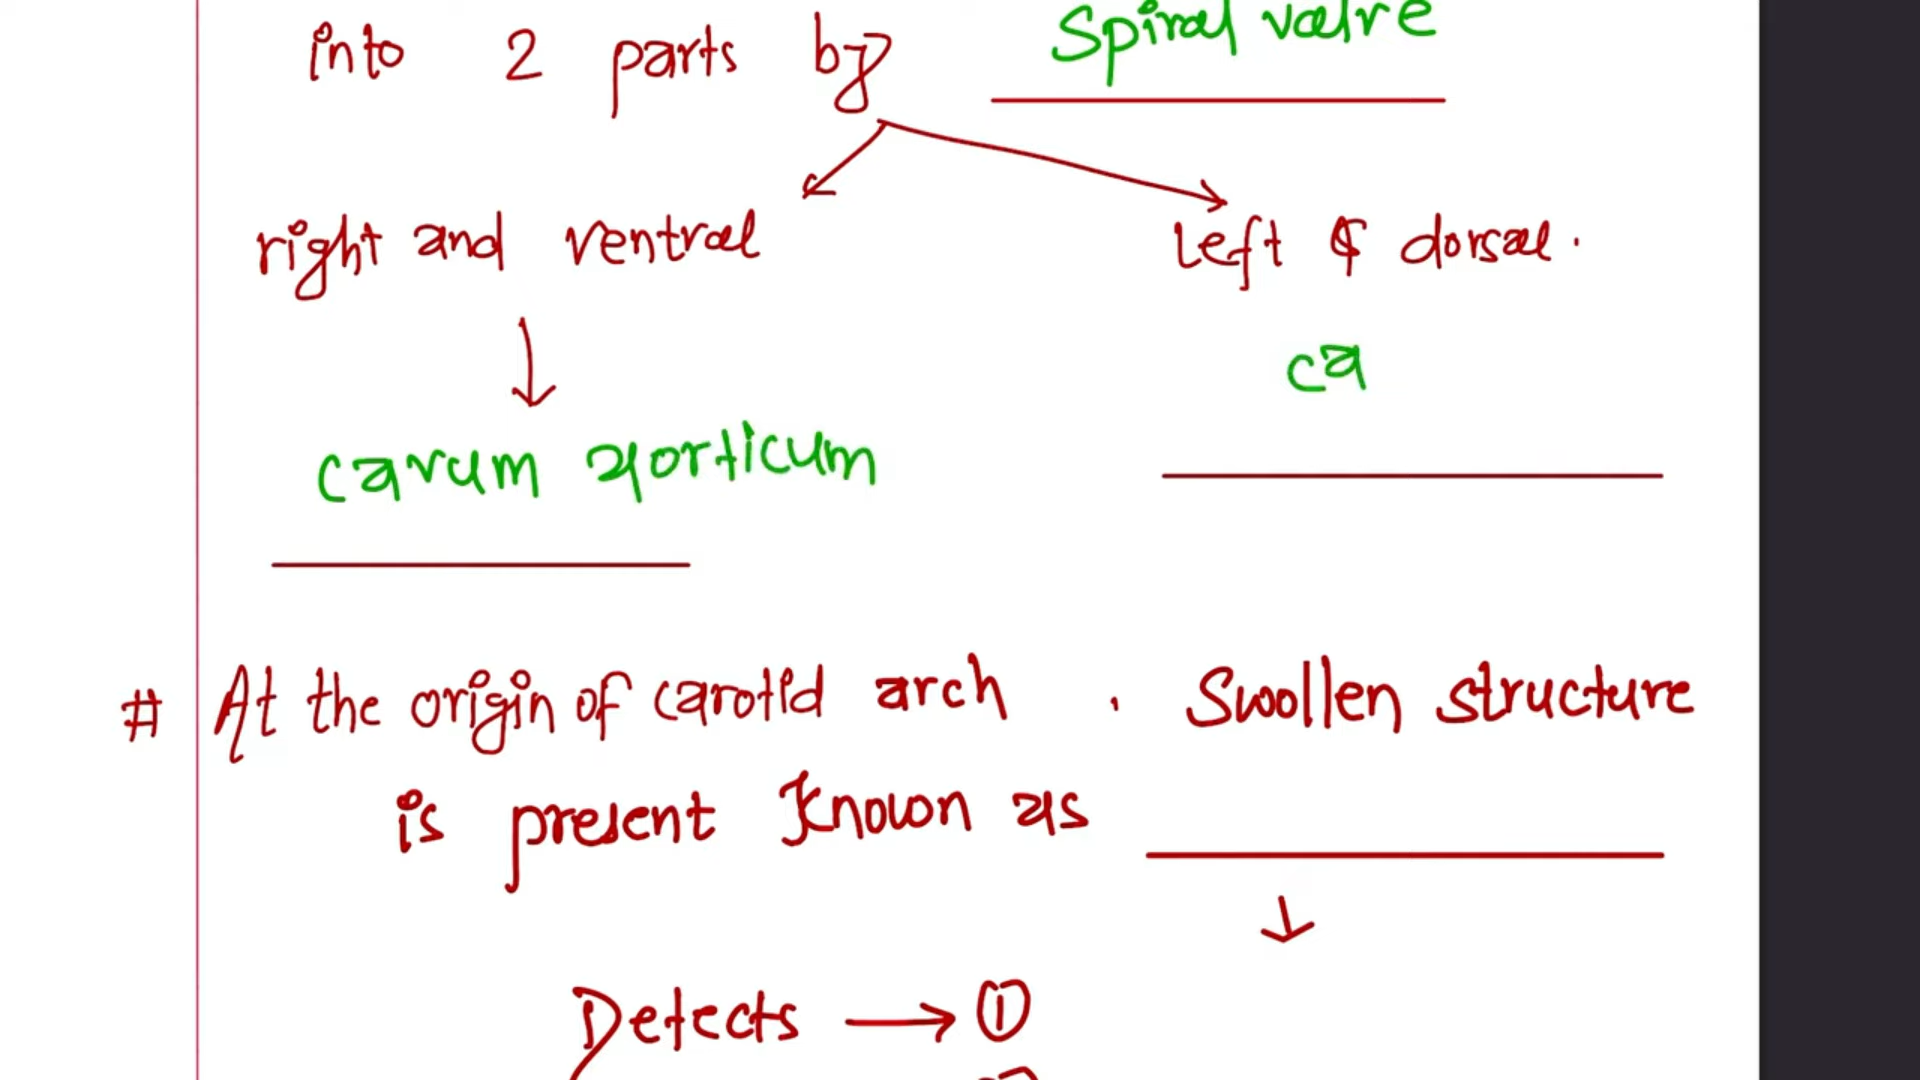 into 2 parts by Spiral valve
right and ventral left & dorsal.
ca
cavum aorticum
# At the origin of carotid arch . Swollen structure
is present Known as
Detects → ①